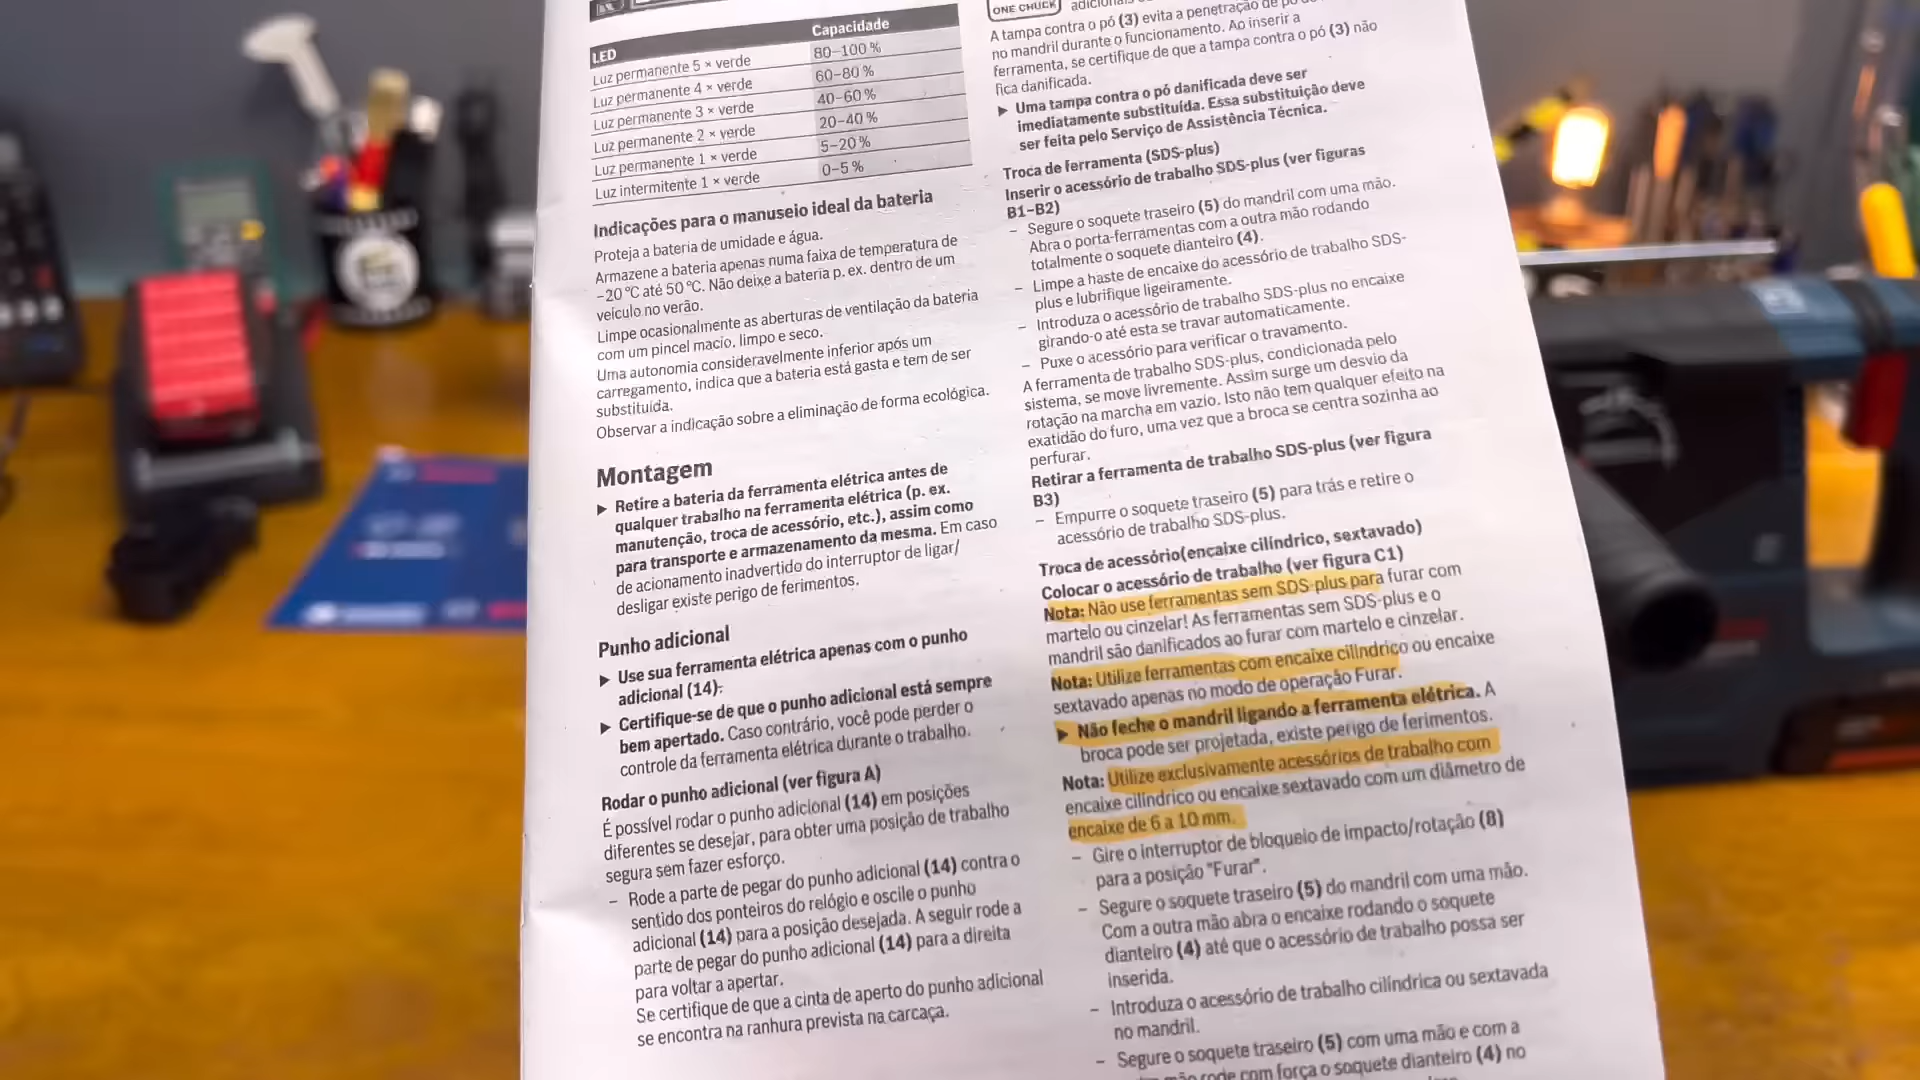 LED Capacidade
Luz permanente 5 × verde 80–100 %
Luz permanente 4 × verde 60–80 %
Luz permanente 3 × verde 40–60 %
Luz permanente 2 × verde 20–40 %
Luz permanente 1 × verde 5–20 %
Luz intermitente 1 × verde 0–5 %
Indicações para o manuseio ideal da bateria
Proteja a bateria de umidade e água.
Armazene a bateria apenas numa faixa de temperatura de
–20 °C até 50 °C. Não deixe a bateria p. ex. dentro de um
veículo no verão.
Limpe ocasionalmente as aberturas de ventilação da bateria
com um pincel macio, limpo e seco.
Uma autonomia consideravelmente inferior após um
carregamento, indica que a bateria está gasta e tem de ser
substituída.
Observar a indicação sobre a eliminação de forma ecológica.
Montagem
▶ Retire a bateria da ferramenta elétrica antes de
qualquer trabalho na ferramenta elétrica (p. ex.
manutenção, troca de acessório, etc.), assim como
para transporte e armazenamento da mesma. Em caso
de acionamento inadvertido do interruptor de ligar/
desligar existe perigo de ferimentos.
Punho adicional
▶ Use sua ferramenta elétrica apenas com o punho
adicional (14).
▶ Certifique-se de que o punho adicional está sempre
bem apertado. Caso contrário, você pode perder o
controle da ferramenta elétrica durante o trabalho.
Rodar o punho adicional (ver figura A)
É possível rodar o punho adicional (14) em posições
diferentes se desejar, para obter uma posição de trabalho
segura sem fazer esforço.
– Rode a parte de pegar do punho adicional (14) contra o
sentido dos ponteiros do relógio e oscile o punho
adicional (14) para a posição desejada. A seguir rode a
parte de pegar do punho adicional (14) para a direita
para voltar a apertar.
Se certifique de que a cinta de aperto do punho adicional
se encontra na ranhura prevista na carcaça.
ONE CHUCK
A tampa contra o pó (3) evita a penetração de pó
no mandril durante o funcionamento. Ao inserir a
ferramenta, se certifique de que a tampa contra o pó (3) não
fica danificada.
▶ Uma tampa contra o pó danificada deve ser
imediatamente substituída. Essa substituição deve
ser feita pelo Serviço de Assistência Técnica.
Troca de ferramenta (SDS-plus)
Inserir o acessório de trabalho SDS-plus (ver figuras
B1–B2)
– Segure o soquete traseiro (5) do mandril com uma mão.
Abra o porta-ferramentas com a outra mão rodando
totalmente o soquete dianteiro (4).
– Limpe a haste de encaixe do acessório de trabalho SDS-
plus e lubrifique ligeiramente.
– Introduza o acessório de trabalho SDS-plus no encaixe
girando-o até esta se travar automaticamente.
– Puxe o acessório para verificar o travamento.
A ferramenta de trabalho SDS-plus, condicionada pelo
sistema, se move livremente. Assim surge um desvio da
rotação na marcha em vazio. Isto não tem qualquer efeito na
exatidão do furo, uma vez que a broca se centra sozinha ao
perfurar.
Retirar a ferramenta de trabalho SDS-plus (ver figura
B3)
– Empurre o soquete traseiro (5) para trás e retire o
acessório de trabalho SDS-plus.
Troca de acessório(encaixe cilíndrico, sextavado)
Colocar o acessório de trabalho (ver figura C1)
Nota: Não use ferramentas sem SDS-plus para furar com
martelo ou cinzelar! As ferramentas sem SDS-plus e o
mandril são danificados ao furar com martelo e cinzelar.
Nota: Utilize ferramentas com encaixe cilíndrico ou encaixe
sextavado apenas no modo de operação Furar.
▶ Não feche o mandril ligando a ferramenta elétrica. A
broca pode ser projetada, existe perigo de ferimentos.
Nota: Utilize exclusivamente acessórios de trabalho com
encaixe cilíndrico ou encaixe sextavado com um diâmetro de
encaixe de 6 a 10 mm.
– Gire o interruptor de bloqueio de impacto/rotação (8)
para a posição "Furar".
– Segure o soquete traseiro (5) do mandril com uma mão.
Com a outra mão abra o encaixe rodando o soquete
dianteiro (4) até que o acessório de trabalho possa ser
inserida.
– Introduza o acessório de trabalho cilíndrica ou sextavada
no mandril.
– Segure o soquete traseiro (5) com uma mão e com a
mão rode com força o soquete dianteiro (4) no